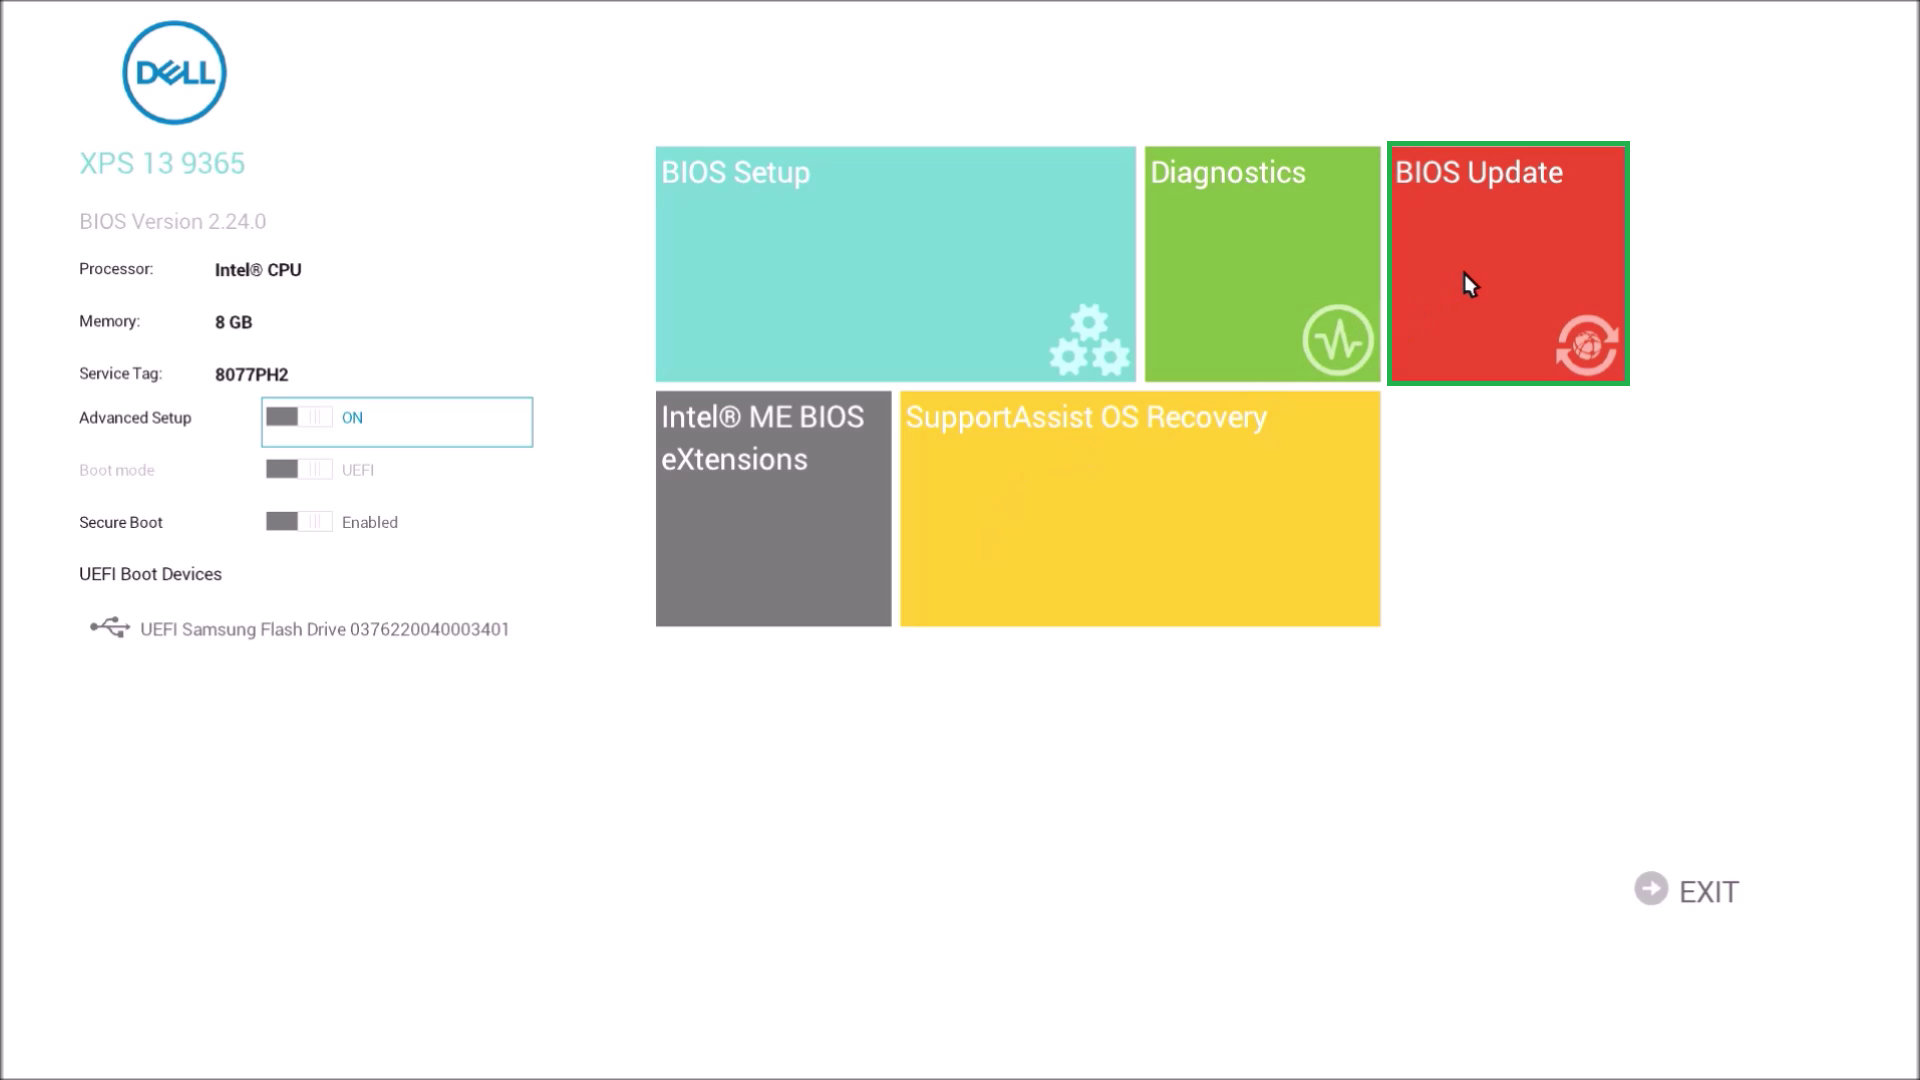 DELL
XPS 13 9365
BIOS Version 2.24.0
Processor: Intel® CPU
Memory: 8 GB
Service Tag: 8077PH2
Advanced Setup ON
Boot mode UEFI
Secure Boot Enabled
UEFI Boot Devices
UEFI Samsung Flash Drive 0376220040003401
BIOS Setup
Diagnostics
BIOS Update
Intel® ME BIOS
eXtensions
SupportAssist OS Recovery
EXIT